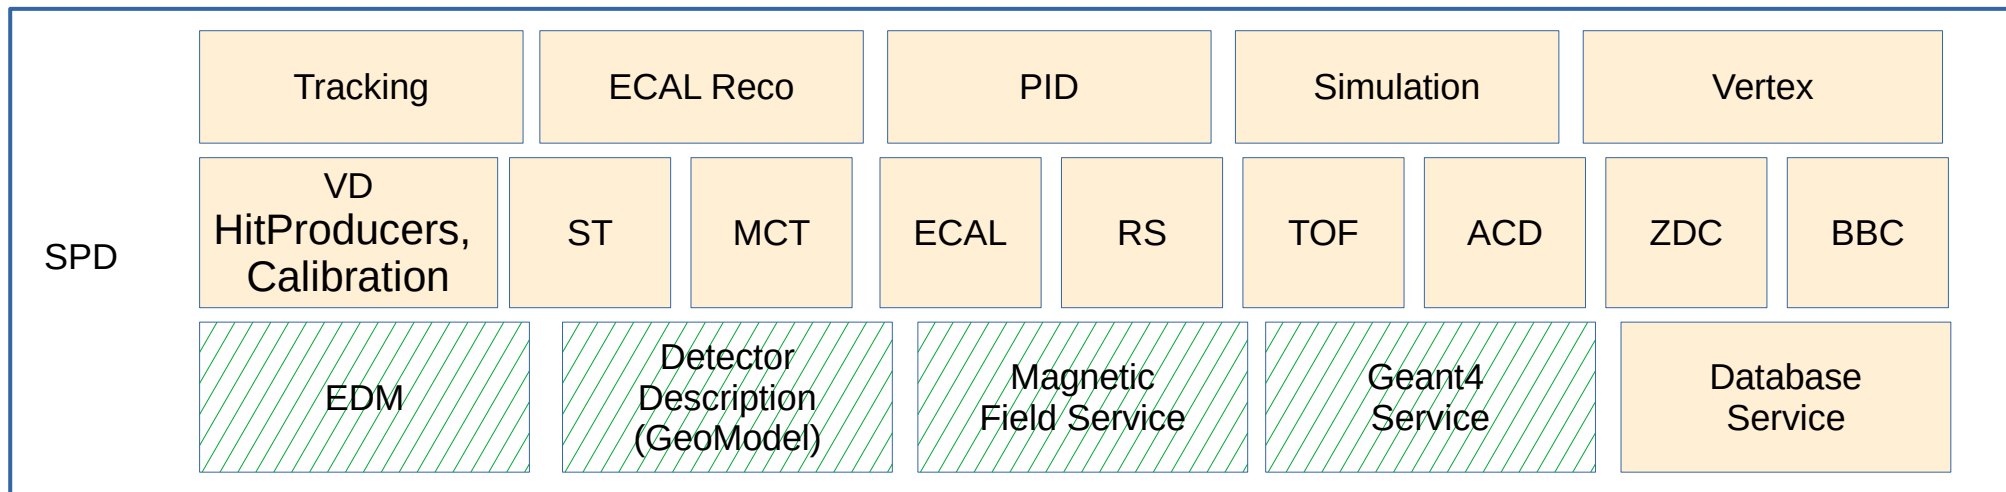 Tracking
ECAL Reco
PID
Simulation
Vertex
SPD
VD
HitProducers,
Calibration
ST
MCT
ECAL
RS
TOF
ACD
ZDC
BBC
EDM
Detector
Description
(GeoModel)
Magnetic
Field Service
Geant4
Service
Database
Service